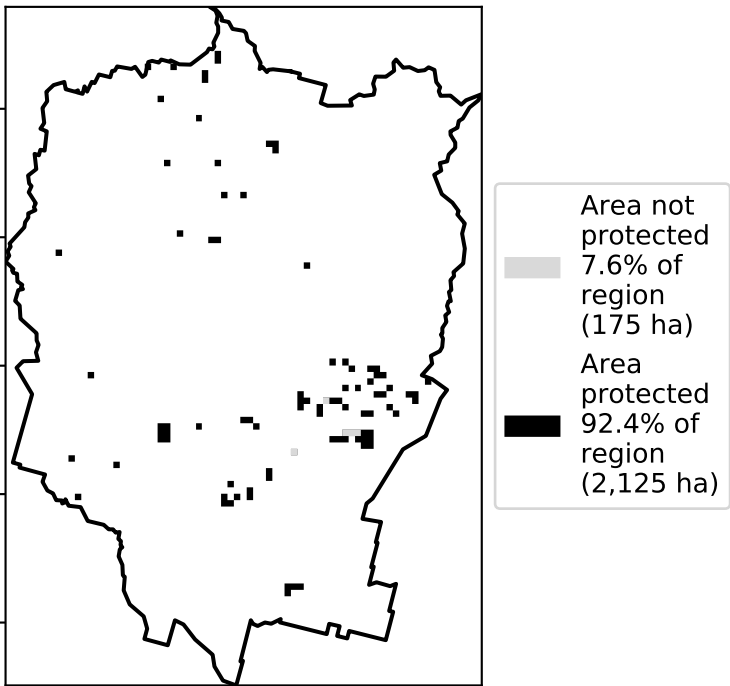 Area not
protected
7.6% of
region
(175 ha)
Area
protected
92.4% of
region
(2,125 ha)